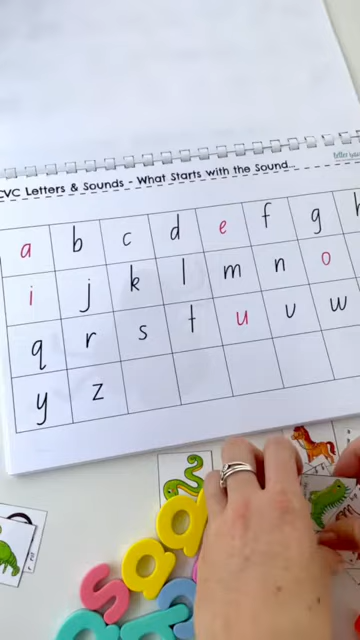 CVC Letters & Sounds - What Starts with the Sound...
a b c d e f g h
i j k l m n o
q r s t u v w
y z